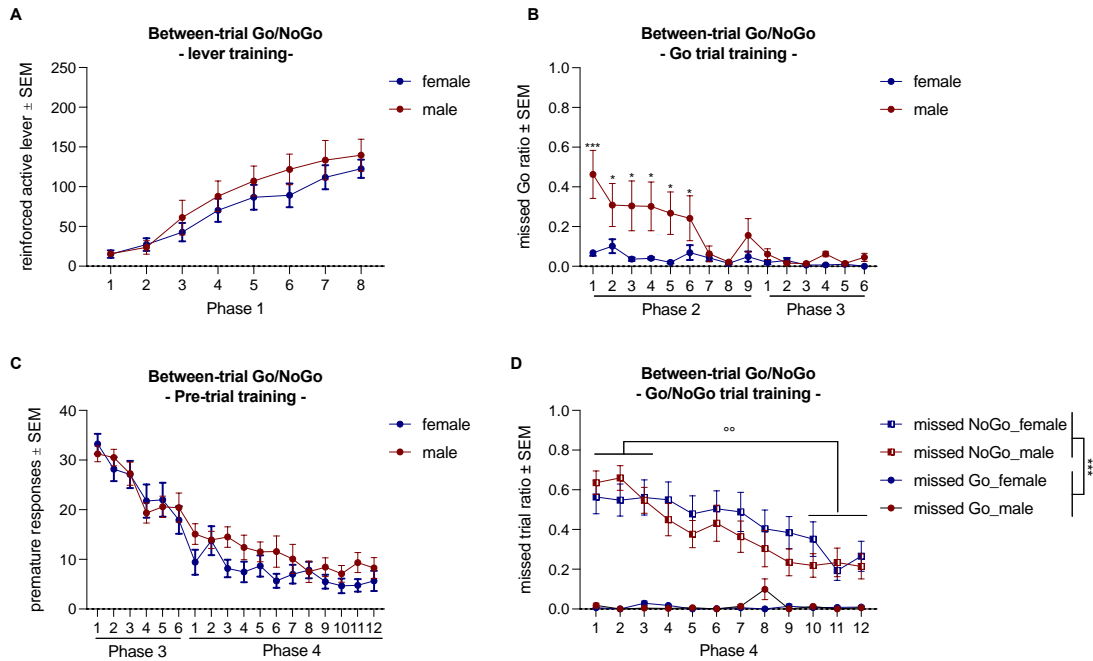 A
Between-trial Go/NoGo
- lever training-
reinforced active lever ± SEM
250
200
150
100
50
0
1 2 3 4 5 6 7 8
Phase 1
female
male
B
Between-trial Go/NoGo
- Go trial training -
missed Go ratio ± SEM
1.0
0.8
0.6
0.4
0.2
0.0
*** * * * * *
1 2 3 4 5 6 7 8 9 1 2 3 4 5 6
Phase 2 Phase 3
female
male
C
Between-trial Go/NoGo
- Pre-trial training -
premature responses ± SEM
40
30
20
10
0
1 2 3 4 5 6 1 2 3 4 5 6 7 8 9 10 11 12
Phase 3 Phase 4
female
male
D
Between-trial Go/NoGo
- Go/NoGo trial training -
missed trial ratio ± SEM
1.0
0.8
0.6
0.4
0.2
0.0
°°
1 2 3 4 5 6 7 8 9 10 11 12
Phase 4
missed NoGo_female
missed NoGo_male
missed Go_female
missed Go_male
***